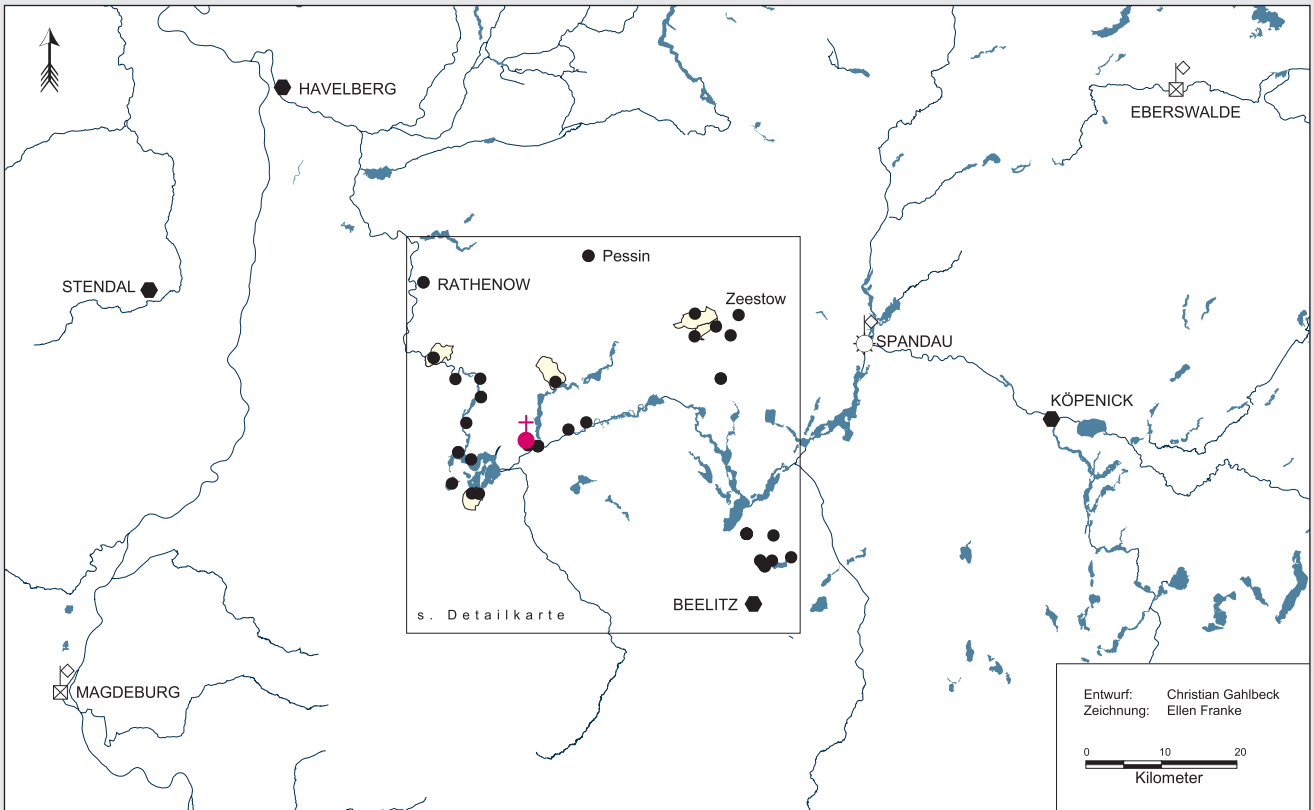 HAVELBERG
EBERSWALDE
Pessin
STENDAL
RATHENOW
Zeestow
SPANDAU
KÖPENICK
BEELITZ
s. Detailkarte
MAGDEBURG
Entwurf: Christian Gahlbeck
Zeichnung: Ellen Franke
0 10 20
Kilometer